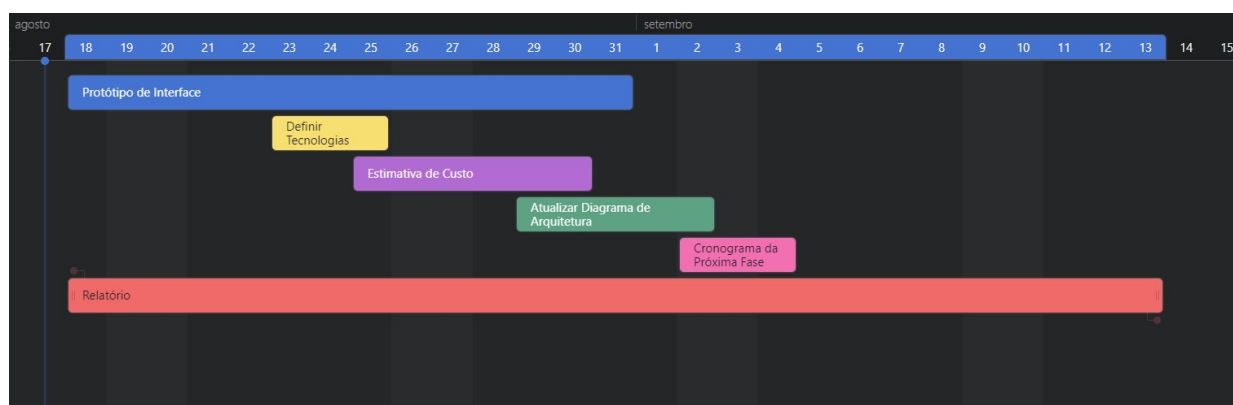 agosto
setembro
17 18 19 20 21 22 23 24 25 26 27 28 29 30 31 1 2 3 4 5 6 7 8 9 10 11 12 13 14 15
Protótipo de Interface
Definir
Tecnologias
Estimativa de Custo
Atualizar Diagrama de
Arquitetura
Cronograma da
Próxima Fase
Relatório